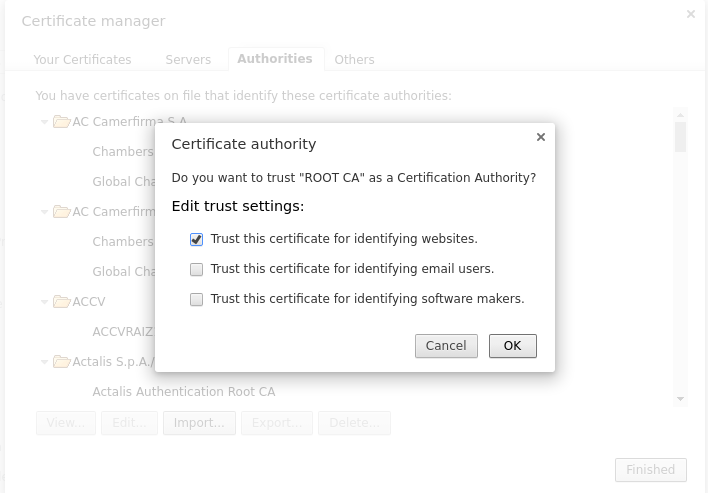 Certificate manager
Your Certificates
Servers
Authorities
Others
You have certificates on file that identify these certificate authorities:
AC Camerfirma S.A.
Chambers
Global Cha
AC Camerfirm
Chambers
Global Cha
ACCV
ACCVRAIZ
Actalis S.p.A./
Actalis Authentication Root CA
View...
Edit...
Import...
Export...
Delete...
Finished
Certificate authority
Do you want to trust "ROOT CA" as a Certification Authority?
Edit trust settings:
Trust this certificate for identifying websites.
Trust this certificate for identifying email users.
Trust this certificate for identifying software makers.
Cancel
OK